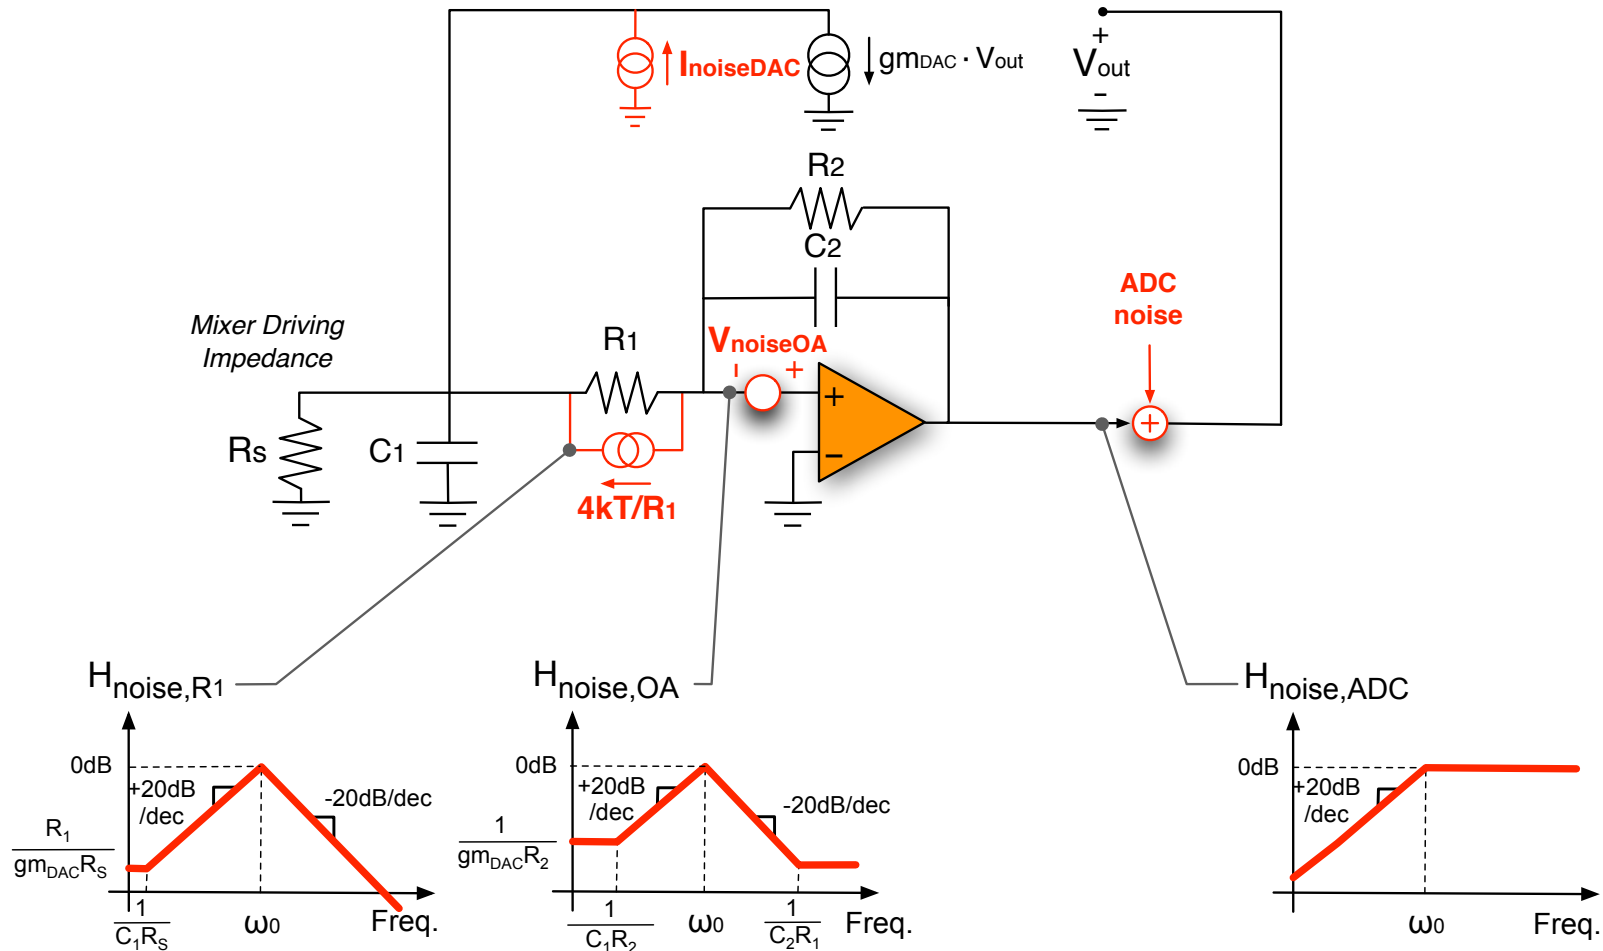 InoiseDAC
gmDAC · Vout
+
Vout
-
R2
C2
ADC
noise
Mixer Driving
Impedance
R1
VnoiseOA
- +
+
-
+
Rs
C1
4kT/R1
Hnoise,R1
Hnoise,OA
Hnoise,ADC
0dB
+20dB
/dec
-20dB/dec
R1
gmDACRS
1
C1RS
ω0
Freq.
0dB
+20dB
/dec
-20dB/dec
1
gmDACR2
1
C1R2
ω0
1
C2R1
Freq.
0dB
+20dB
/dec
ω0
Freq.